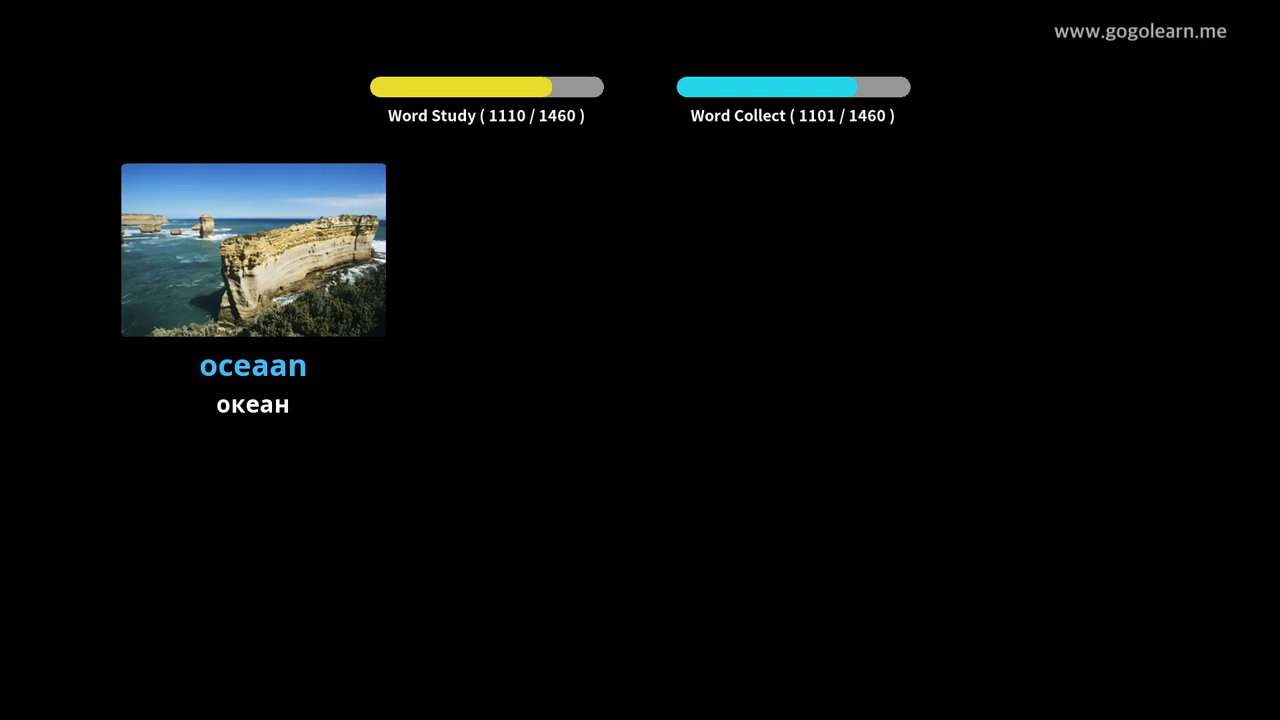 www.gogolearn.me
Word Study ( 1110 / 1460 )
Word Collect ( 1101 / 1460 )
oceaan
океан